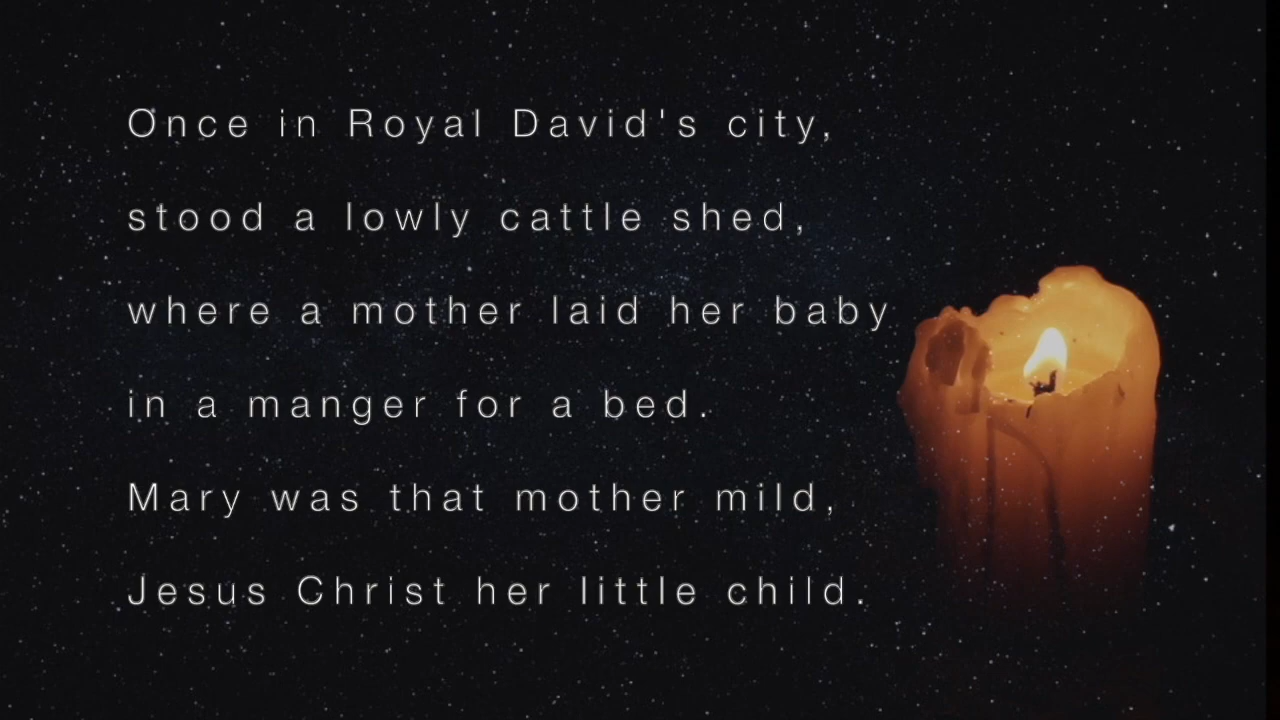 Once in Royal David's city,
stood a lowly cattle shed,
where a mother laid her baby
in a manger for a bed.
Mary was that mother mild,
Jesus Christ her little child.